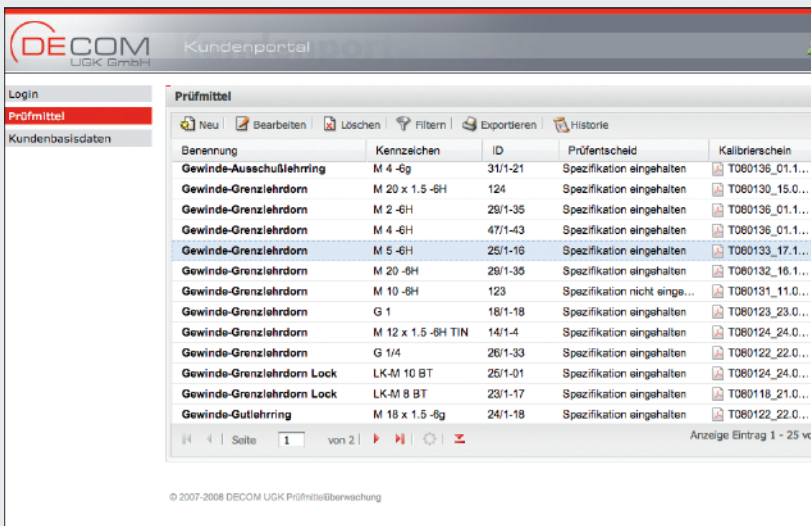 DECOM
UGK GmbH
Kundenportal
Login
Prüfmittel
Kundenbasisdaten
Prüfmittel
Neu Bearbeiten Löschen Filtern Exportieren Historie
Benennung Kennzeichen ID Prüfentscheid Kalibrierschein
Gewinde-Ausschußlehrring M 4 -6g 31/1-21 Spezifikation eingehalten T080136_01.1...
Gewinde-Grenzlehrdorn M 20 x 1.5 -6H 124 Spezifikation eingehalten T080130_15.0...
Gewinde-Grenzlehrdorn M 2 -6H 29/1-35 Spezifikation eingehalten T080136_01.1...
Gewinde-Grenzlehrdorn M 4 -6H 47/1-43 Spezifikation eingehalten T080136_01.1...
Gewinde-Grenzlehrdorn M 5 -6H 25/1-16 Spezifikation eingehalten T080133_17.1...
Gewinde-Grenzlehrdorn M 20 -6H 29/1-35 Spezifikation eingehalten T080132_16.1...
Gewinde-Grenzlehrdorn M 10 -6H 123 Spezifikation nicht einge... T080131_11.0...
Gewinde-Grenzlehrdorn G 1 18/1-18 Spezifikation eingehalten T080123_23.0...
Gewinde-Grenzlehrdorn M 12 x 1.5 -6H TIN 14/1-4 Spezifikation eingehalten T080124_24.0...
Gewinde-Grenzlehrdorn G 1/4 26/1-33 Spezifikation eingehalten T080122_22.0...
Gewinde-Grenzlehrdorn Lock LK-M 10 BT 25/1-01 Spezifikation eingehalten T080124_24.0...
Gewinde-Grenzlehrdorn Lock LK-M 8 BT 23/1-17 Spezifikation eingehalten T080118_21.0...
Gewinde-Gutlehrring M 18 x 1.5 -6g 24/1-18 Spezifikation eingehalten T080122_22.0...
Seite 1 von 2 Anzeige Eintrag 1 - 25 vo
© 2007-2008 DECOM UGK Prüfmittelüberwachung